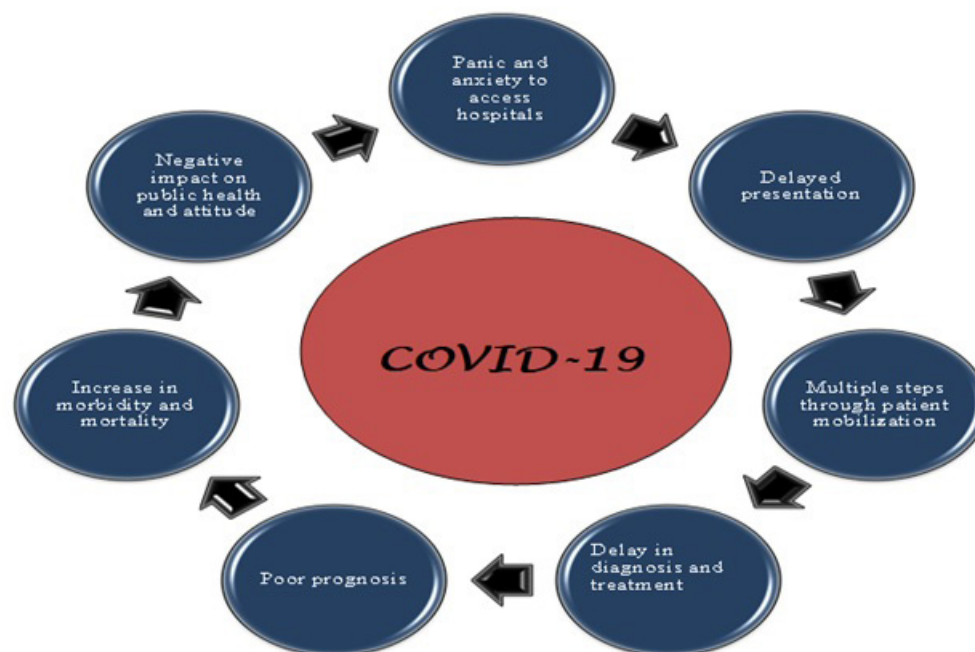 Panic and
anxiety to
access
hospitals
Delayed
presentation
Multiple steps
through patient
mobilization
Delay in
diagnosis and
treatment
Poor prognosis
Increase in
morbidity and
mortality
Negative
impact on
public health
and attitude
COVID-19